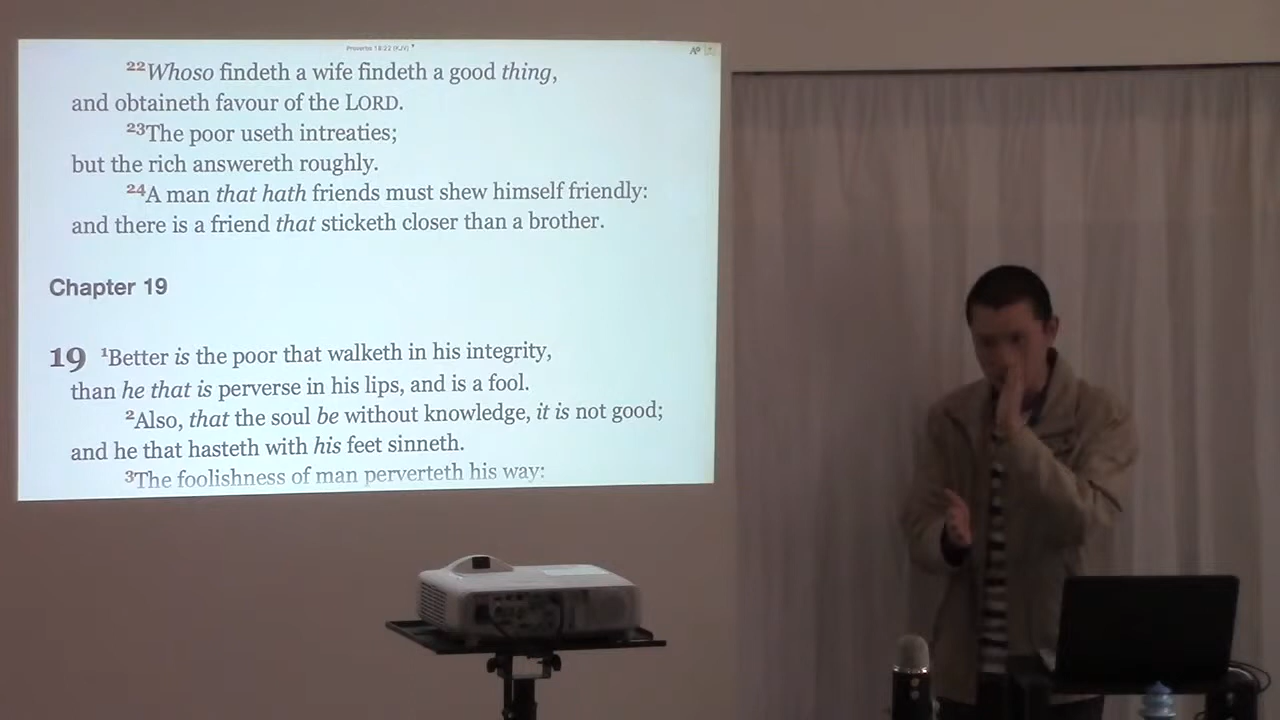 Proverbs 18:22 (KJV)
22Whoso findeth a wife findeth a good thing,
and obtaineth favour of the LORD.
23The poor useth intreaties;
but the rich answereth roughly.
24A man that hath friends must shew himself friendly:
and there is a friend that sticketh closer than a brother.
Chapter 19
19 1Better is the poor that walketh in his integrity,
than he that is perverse in his lips, and is a fool.
2Also, that the soul be without knowledge, it is not good;
and he that hasteth with his feet sinneth.
3The foolishness of man perverteth his way: